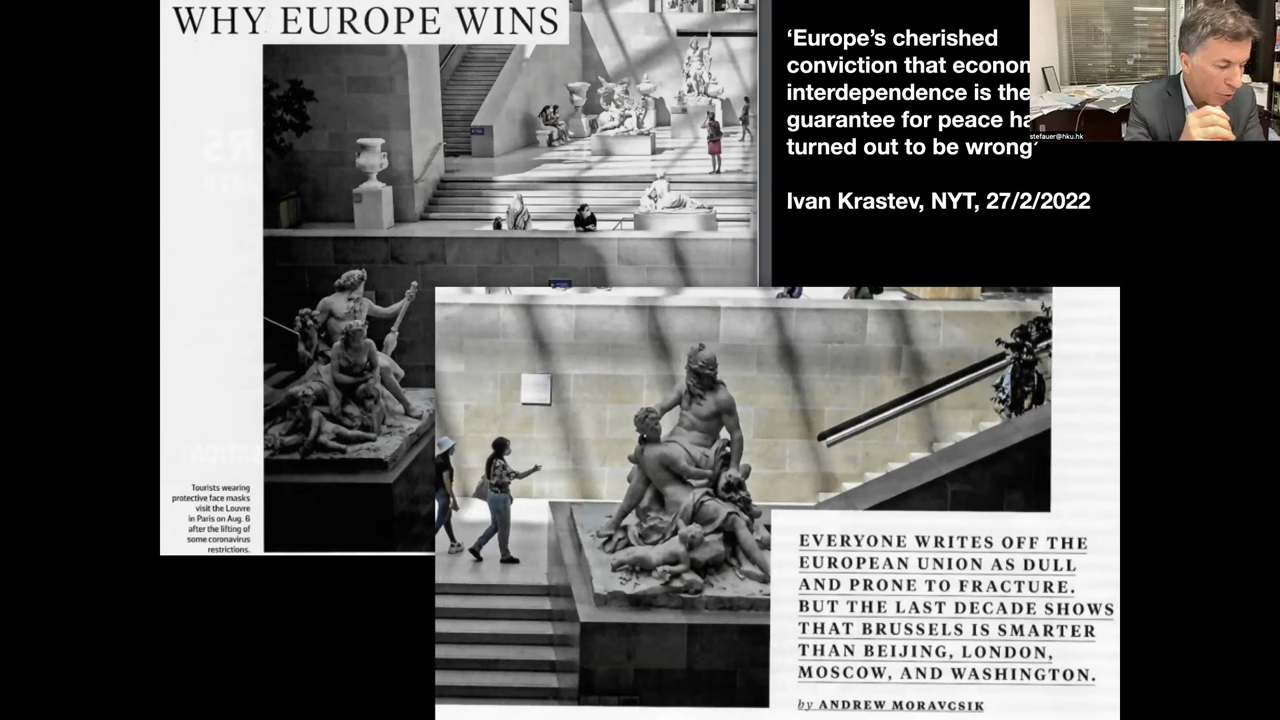 WHY EUROPE WINS
Tourists wearing
protective face masks
visit the Louvre
in Paris on Aug. 6
after the lifting of
some coronavirus
restrictions.
‘Europe’s cherished
conviction that econom
interdependence is the
guarantee for peace ha
turned out to be wrong’
Ivan Krastev, NYT, 27/2/2022
stefauer@hku.hk
EVERYONE WRITES OFF THE
EUROPEAN UNION AS DULL
AND PRONE TO FRACTURE.
BUT THE LAST DECADE SHOWS
THAT BRUSSELS IS SMARTER
THAN BEIJING, LONDON,
MOSCOW, AND WASHINGTON.
by ANDREW MORAVCSIK